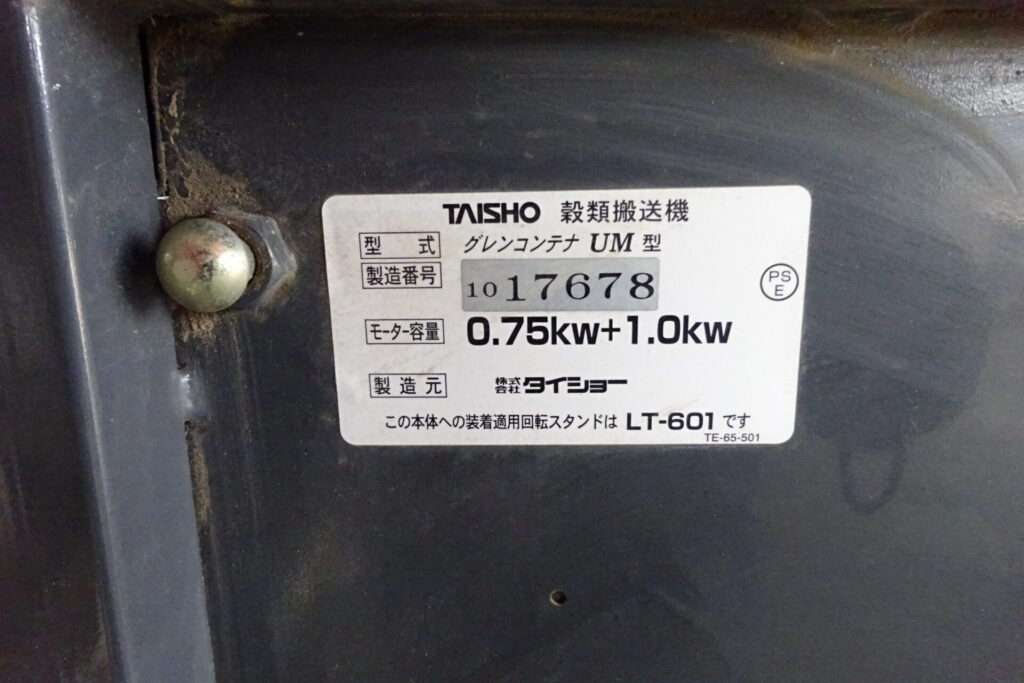 TAISHO 穀類搬送機
型式 グレンコンテナ UM型
製造番号 10 17678
PS
E
モーター容量 0.75kw+1.0kw
製造元 株式会社タイショー
この本体への装着適用回転スタンドは LT-601 です
TE-65-501